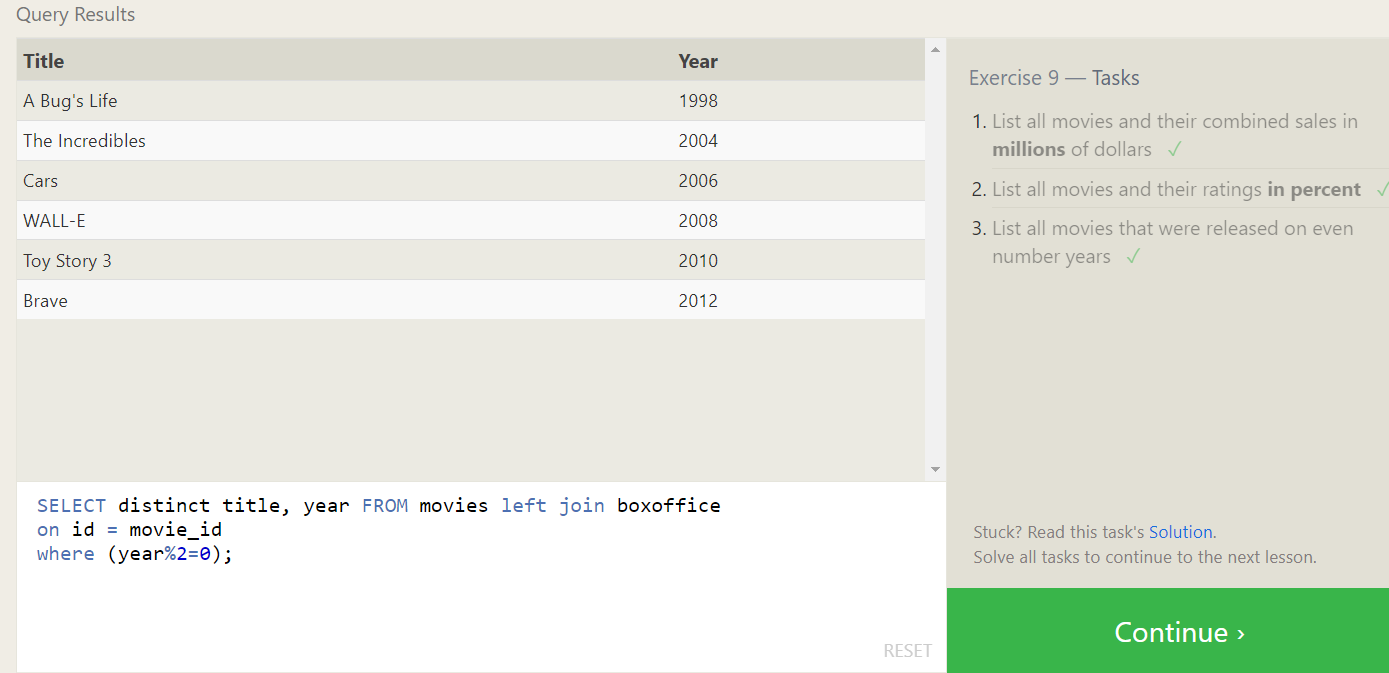 Query Results
Title Year
A Bug's Life 1998
The Incredibles 2004
Cars 2006
WALL-E 2008
Toy Story 3 2010
Brave 2012
SELECT distinct title, year FROM movies left join boxoffice
on id = movie_id
where (year%2=0);
RESET
Exercise 9 — Tasks
1. List all movies and their combined sales in
millions of dollars ✓
2. List all movies and their ratings in percent ✓
3. List all movies that were released on even
number years ✓
Stuck? Read this task's Solution.
Solve all tasks to continue to the next lesson.
Continue ›